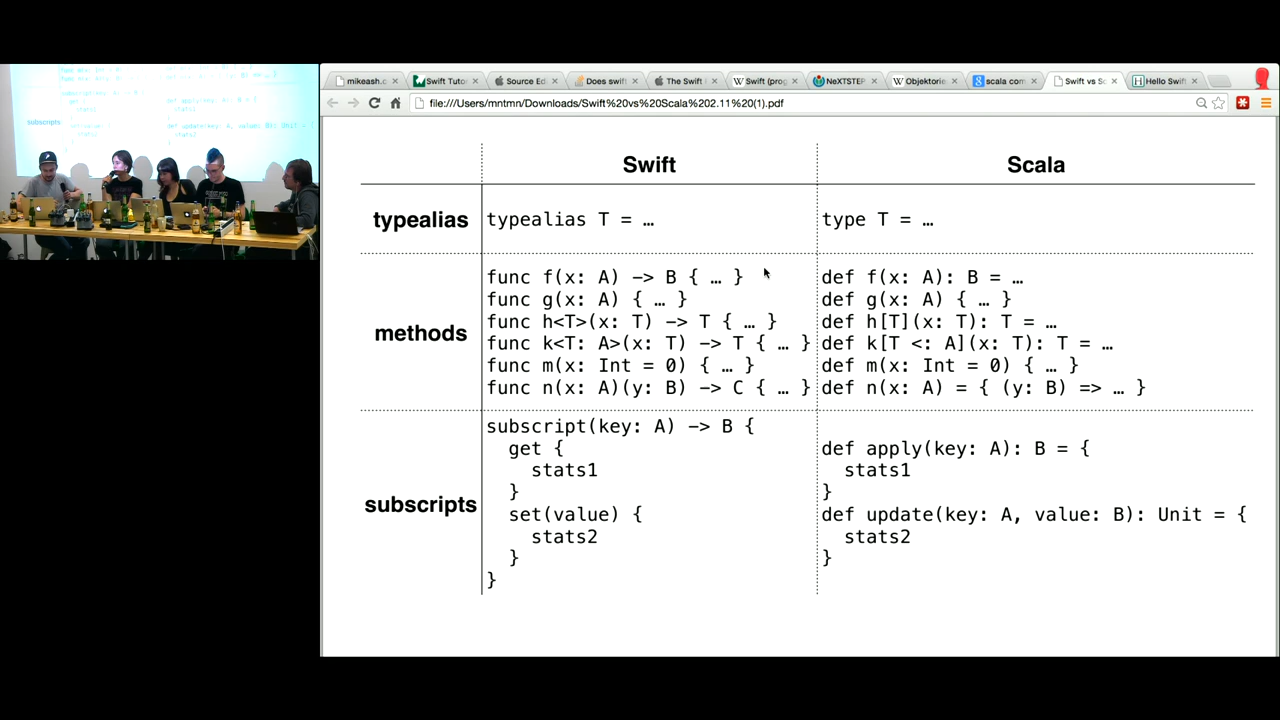 mikeash.c
Swift Tuto
Source Ed
Does swift
The Swift
Swift (prog
NeXTSTEP
Objektorie
scala com
Swift vs Sc
Hello Swift
file:///Users/mntmn/Downloads/Swift%20vs%20Scala%202.11%20(1).pdf
Swift Scala
typealias typealias T = … type T = …
func f(x: A) -> B { … } def f(x: A): B = …
func g(x: A) { … } def g(x: A) { … }
func h<T>(x: T) -> T { … } def h[T](x: T): T = …
methods
func k<T: A>(x: T) -> T { … } def k[T <: A](x: T): T = …
func m(x: Int = 0) { … } def m(x: Int = 0) { … }
func n(x: A)(y: B) -> C { … } def n(x: A) = { (y: B) => … }
subscript(key: A) -> B {
get { def apply(key: A): B = {
stats1 stats1
} }
subscripts
set(value) { def update(key: A, value: B): Unit = {
stats2 stats2
} }
}